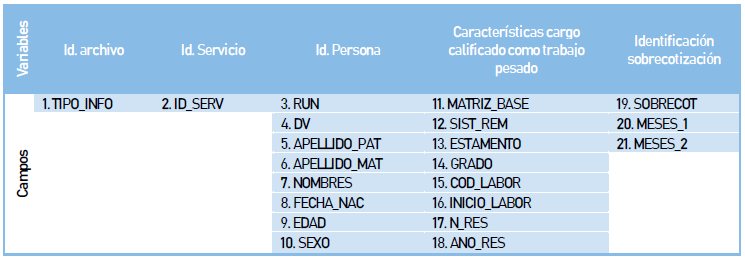 Variables
Id. archivo
Id. Servicio
Id. Persona
Características cargo
calificado como trabajo
pesado
Identificación
sobrecotización
Campos
1. TIPO_INFO 2. ID_SERV 3. RUN 11. MATRIZ_BASE 19. SOBRECOT
4. DV 12. SIST_REM 20. MESES_1
5. APELLIDO_PAT 13. ESTAMENTO 21. MESES_2
6. APELLIDO_MAT 14. GRADO
7. NOMBRES 15. COD_LABOR
8. FECHA_NAC 16. INICIO_LABOR
9. EDAD 17. N_RES
10. SEXO 18. ANO_RES